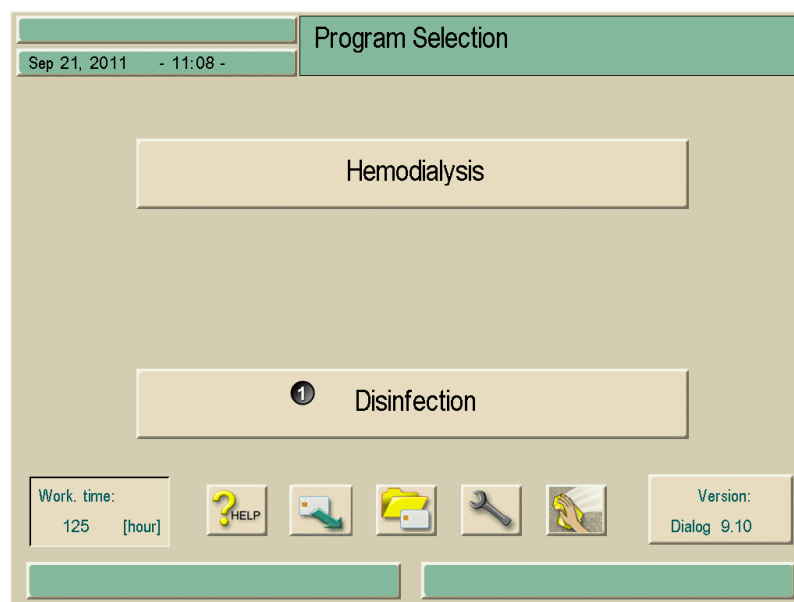 Program Selection
Sep 21, 2011 - 11:08 -
Hemodialysis
1 Disinfection
Work. time:
125 [hour]
?HELP
Version:
Dialog 9.10